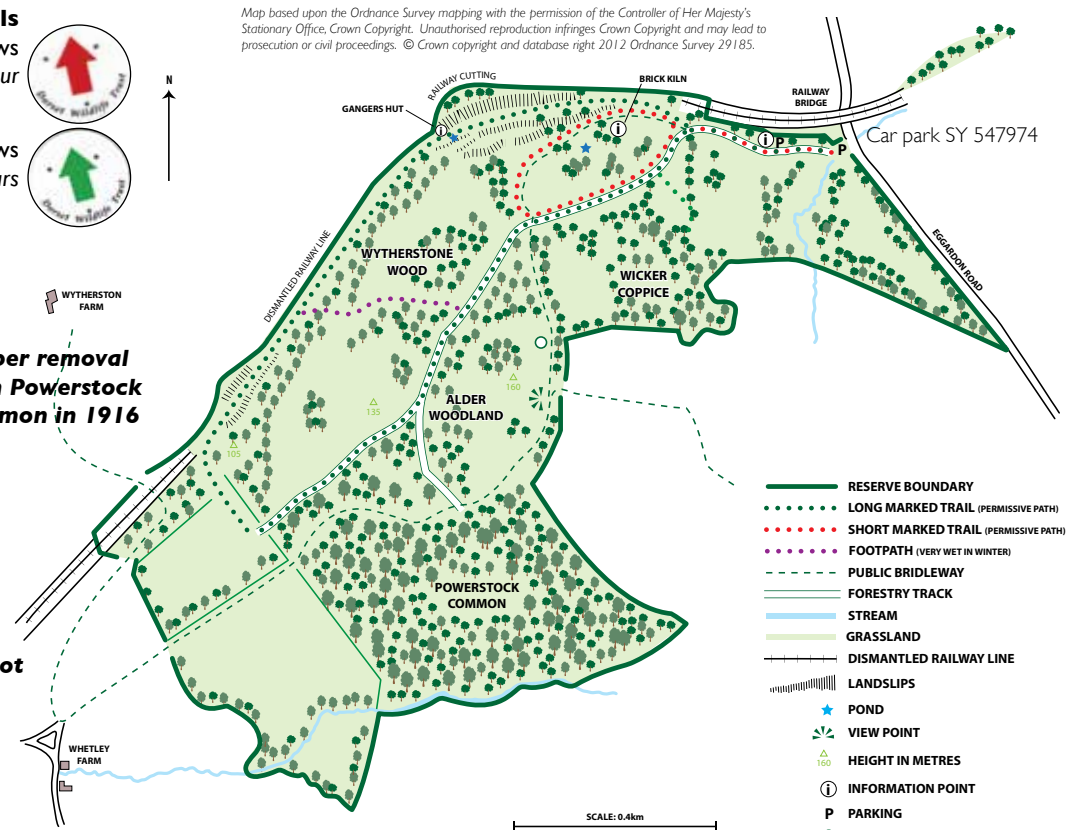 ls
ws
our
Dorset Wildlife Trust
ws
urs
Dorset Wildlife Trust
Map based upon the Ordnance Survey mapping with the permission of the Controller of Her Majesty's
Stationary Office, Crown Copyright. Unauthorised reproduction infringes Crown Copyright and may lead to
prosecution or civil proceedings. © Crown copyright and database right 2012 Ordnance Survey 29185.
N
RAILWAY CUTTING
GANGERS HUT
i
BRICK KILN
i
RAILWAY
BRIDGE
i P
P
Car park SY 547974
EGGARDON ROAD
DISMANTLED RAILWAY LINE
WYTHERSTONE
WOOD
WICKER
COPPICE
WYTHERSTON
FARM
ber removal
n Powerstock
mmon in 1916
160
135
105
ALDER
WOODLAND
POWERSTOCK
COMMON
ot
WHETLEY
FARM
RESERVE BOUNDARY
LONG MARKED TRAIL (PERMISSIVE PATH)
SHORT MARKED TRAIL (PERMISSIVE PATH)
FOOTPATH (VERY WET IN WINTER)
PUBLIC BRIDLEWAY
FORESTRY TRACK
STREAM
GRASSLAND
DISMANTLED RAILWAY LINE
LANDSLIPS
POND
VIEW POINT
160 HEIGHT IN METRES
i INFORMATION POINT
P PARKING
SCALE: 0.4km